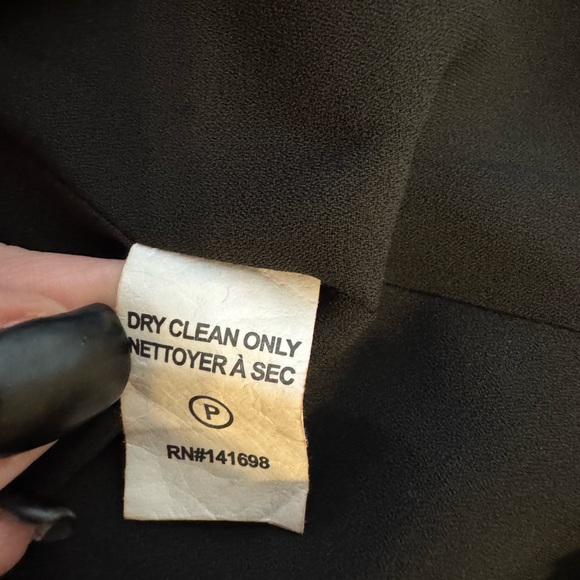 DRY CLEAN ONLY
NETTOYER À SEC
P
RN#141698